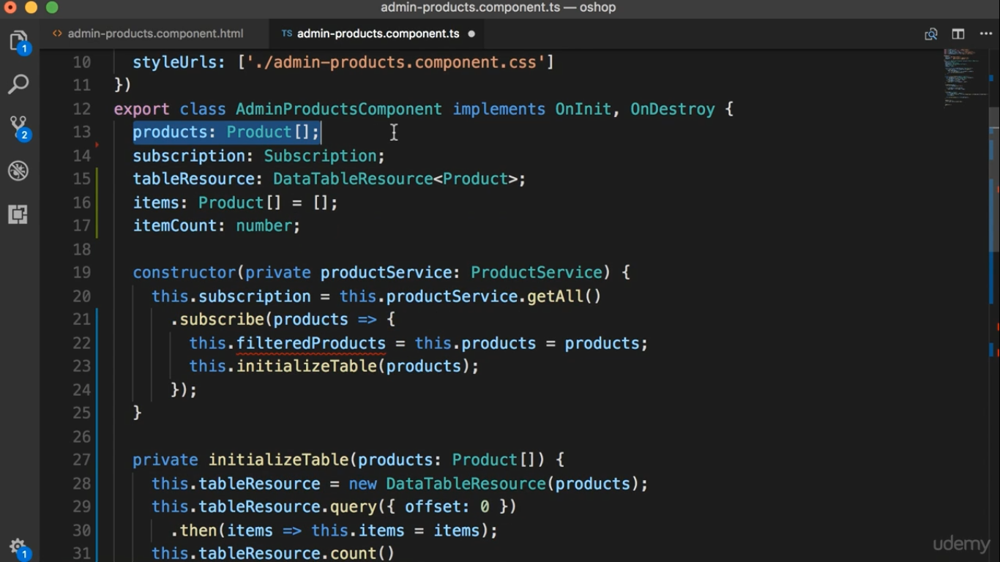 admin-products.component.ts — oshop
<> admin-products.component.html
TS admin-products.component.ts
1
2
1
10 styleUrls: ['./admin-products.component.css']
11 })
12 export class AdminProductsComponent implements OnInit, OnDestroy {
13 products: Product[];
14 subscription: Subscription;
15 tableResource: DataTableResource<Product>;
16 items: Product[] = [];
17 itemCount: number;
18
19 constructor(private productService: ProductService) {
20 this.subscription = this.productService.getAll()
21 .subscribe(products => {
22 this.filteredProducts = this.products = products;
23 this.initializeTable(products);
24 });
25 }
26
27 private initializeTable(products: Product[]) {
28 this.tableResource = new DataTableResource(products);
29 this.tableResource.query({ offset: 0 })
30 .then(items => this.items = items);
31 this.tableResource.count()
udemy